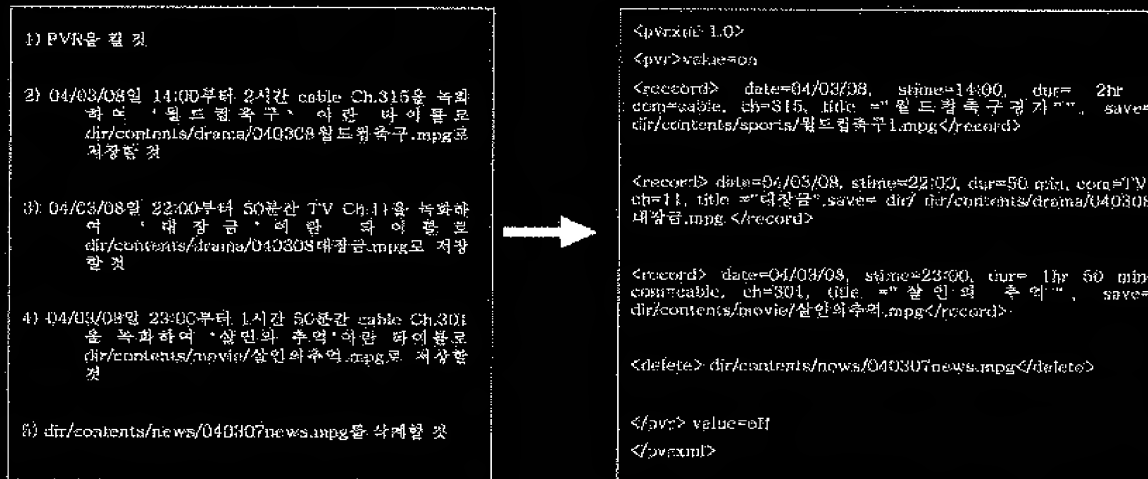 1) PVR을 켤 것
2) 04/03/08일 14:00부터 2시간 cable Ch.315을 녹화
하여 '월드컵축구' 이란 타이틀로
dir/contents/drama/040308월드컵축구.mpg로
저장할 것
3) 04/03/08일 22:00부터 50분간 TV Ch.11을 녹화하
여 '대장금'이란 타이틀로
dir/contents/drama/040308대장금.mpg로 저장
할 것
4) 04/03/08일 23:00부터 1시간 50분간 cable Ch.301
을 녹화하여 '살인의 추억'이란 타이틀로
dir/contents/movie/살인의추억.mpg로 저장할
것
5) dir/contents/news/040307news.mpg를 삭제할 것
<pvrxml 1.0>
<pvr>value=on
<reccord> date=04/03/08, stime=14:00, dur= 2hr
com=cable, ch=315, title ="월드컵축구경기"", save=
dir/contents/sports/월드컵축구1.mpg</record>
<record> date=04/03/08, stime=22:00, dur=50 min, com=TV
ch=11, title ="대장금",save= dir/ dir/contents/drama/040308
대장금.mpg.</record>
<record> date=04/03/08, stime=23:00, dur= 1hr 50 min
com=cable, ch=301, title ="살인의 추억"", save=
dir/contents/movie/살인의추억.mpg</record>
<delete> dir/contents/news/040307news.mpg</delete>
</pvr> value=off
</pvrxml>